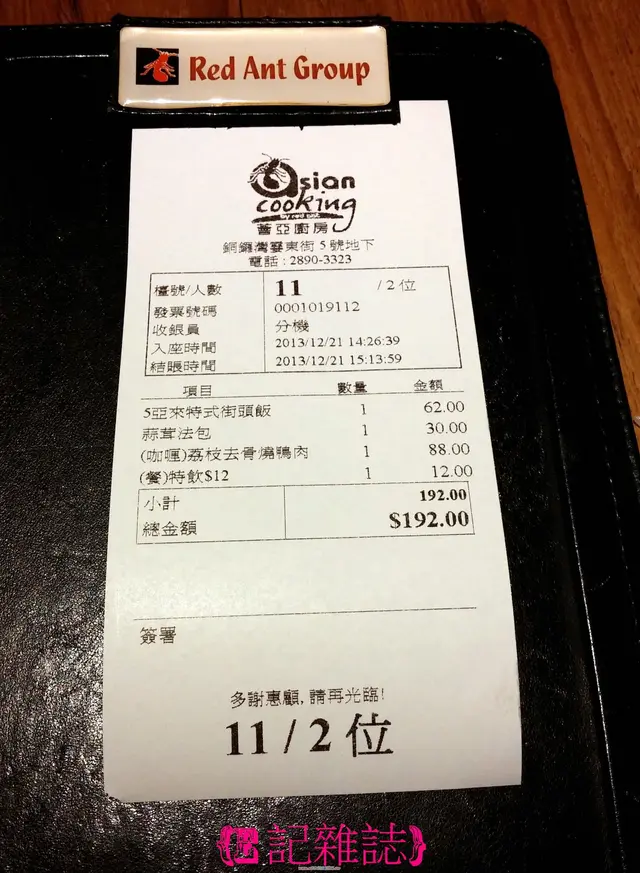 Red Ant Group
asian
cooking
by red ant
普亞廚房
銅鑼灣耀東街5號地下
電話：2890-3323
檯號/人數 11 / 2 位
發票號碼 0001019112
收銀員 分機
入座時間 2013/12/21 14:26:39
結賬時間 2013/12/21 15:13:59
項目 數量 金額
5亞來特式街頭飯 1 62.00
蒜茸法包 1 30.00
(咖喱)荔枝去骨燒鴨肉 1 88.00
(餐)特飲$12 1 12.00
小計 192.00
總金額 $192.00
簽署
多謝惠顧, 請再光臨!
11 / 2 位
記雜誌